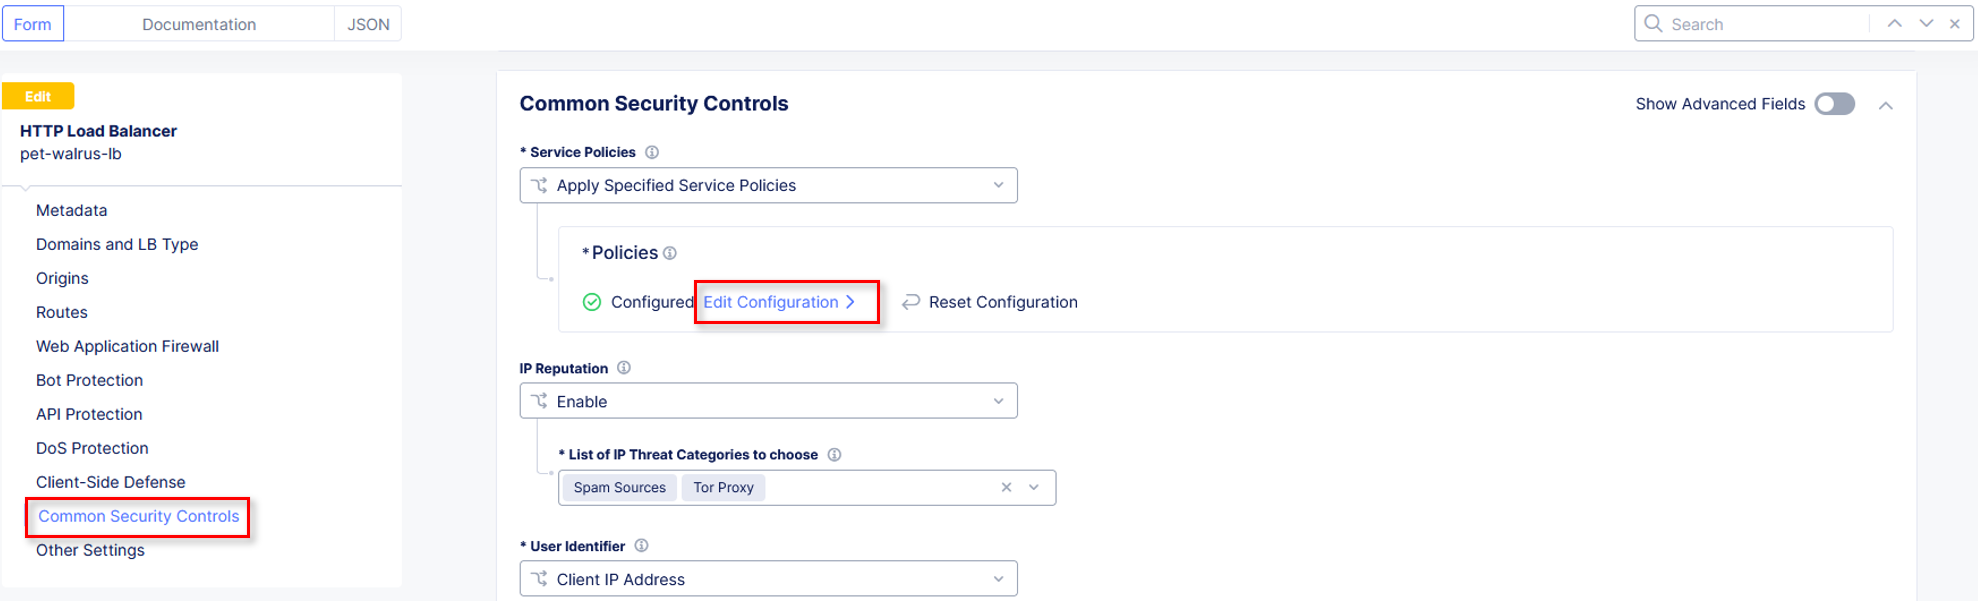 Form
Documentation
JSON
Search
Edit
HTTP Load Balancer
pet-walrus-lb
Metadata
Domains and LB Type
Origins
Routes
Web Application Firewall
Bot Protection
API Protection
DoS Protection
Client-Side Defense
Common Security Controls
Other Settings
Common Security Controls
Show Advanced Fields
* Service Policies
Apply Specified Service Policies
* Policies
Configured Edit Configuration
Reset Configuration
IP Reputation
Enable
* List of IP Threat Categories to choose
Spam Sources
Tor Proxy
* User Identifier
Client IP Address